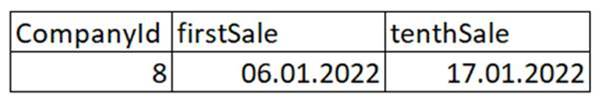 CompanyId firstSale tenthSale
8 06.01.2022 17.01.2022